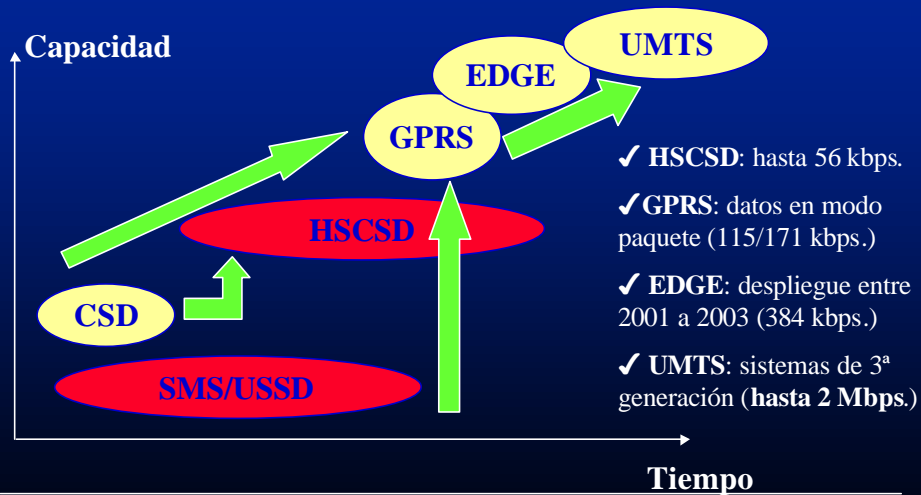 Capacidad
UMTS
EDGE
GPRS
HSCSD
CSD
SMS/USSD
✓ HSCSD: hasta 56 kbps.
✓GPRS: datos en modo
paquete (115/171 kbps.)
✓ EDGE: despliegue entre
2001 a 2003 (384 kbps.)
✓ UMTS: sistemas de 3ª
generación (hasta 2 Mbps.)
Tiempo